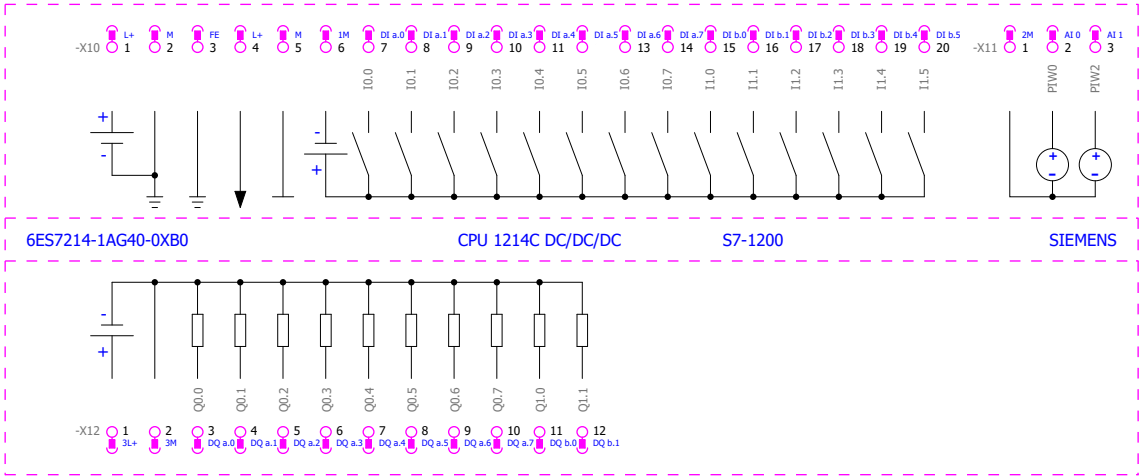 L+ M FE L+ M 1M DI a.0 DI a.1 DI a.2 DI a.3 DI a.4 DI a.5 DI a.6 DI a.7 DI b.0 DI b.1 DI b.2 DI b.3 DI b.4 DI b.5 2M AI 0 AI 1
-X10 1 2 3 4 5 6 7 8 9 10 11 13 14 15 16 17 18 19 20 -X11 1 2 3
I0.0 I0.1 I0.2 I0.3 I0.4 I0.5 I0.6 I0.7 I1.0 I1.1 I1.2 I1.3 I1.4 I1.5 PIW0 PIW2
+ - - + + - + -
6ES7214-1AG40-0XB0 CPU 1214C DC/DC/DC S7-1200 SIEMENS
- +
Q0.0 Q0.1 Q0.2 Q0.3 Q0.4 Q0.5 Q0.6 Q0.7 Q1.0 Q1.1
-X12 1 2 3 4 5 6 7 8 9 10 11 12
3L+ 3M DQ a.0 DQ a.1 DQ a.2 DQ a.3 DQ a.4 DQ a.5 DQ a.6 DQ a.7 DQ b.0 DQ b.1